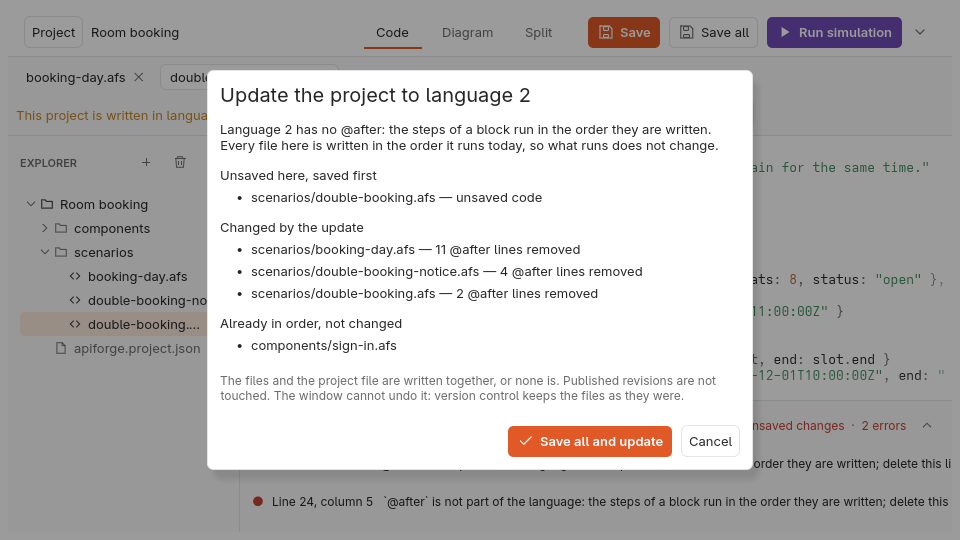 Project
Room booking
Code
Diagram
Split
Save
Save all
Run simulation
booking-day.afs
Update the project to language 2
This project is written in
Language 2 has no @after: the steps of a block run in the order they are written.
Every file here is written in the order it runs today, so what runs does not change.
EXPLORER
for the same time."
Unsaved here, saved first
scenarios/double-booking.afs — unsaved code
Room booking
components
scenarios
booking-day.afs
double-booking....
apiforge.project.json
Changed by the update
scenarios/booking-day.afs — 11 @after lines removed
scenarios/double-booking-notice.afs — 4 @after lines removed
scenarios/double-booking.afs — 2 @after lines removed
8, status: "open" },
11:00:00Z" }
Already in order, not changed
components/sign-in.afs
end: slot.end }
-12-01T10:00:00Z", end: "
The files and the project file are written together, or none is. Published revisions are not
touched. The window cannot undo it: version control keeps the files as they were.
Save all and update
Cancel
changes · 2 errors
order they are written; delete this li
Line 24, column 5 `@after` is not part of the language: the steps of a block run in the order they are written; delete this